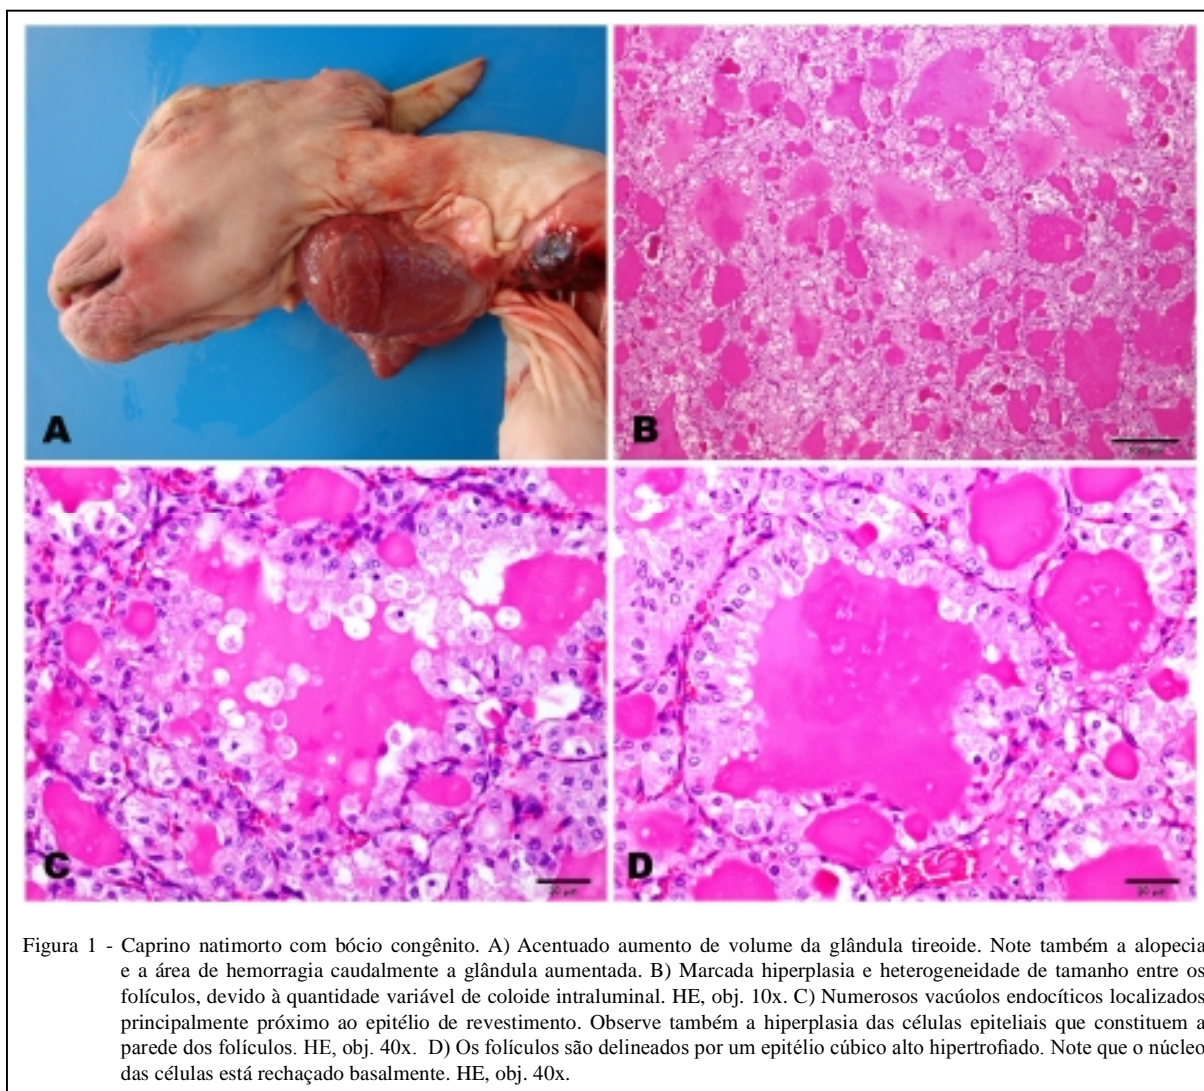 A
B
C
D
Figura 1 - Caprino natimorto com bócio congênito. A) Acentuado aumento de volume da glândula tireoide. Note também a alopecia
e a área de hemorragia caudalmente a glândula aumentada. B) Marcada hiperplasia e heterogeneidade de tamanho entre os
folículos, devido à quantidade variável de coloide intraluminal. HE, obj. 10x. C) Numerosos vacúolos endocíticos localizados
principalmente próximo ao epitélio de revestimento. Observe também a hiperplasia das células epiteliais que constituem a
parede dos folículos. HE, obj. 40x. D) Os folículos são delineados por um epitélio cúbico alto hipertrofiado. Note que o núcleo
das células está rechaçado basalmente. HE, obj. 40x.